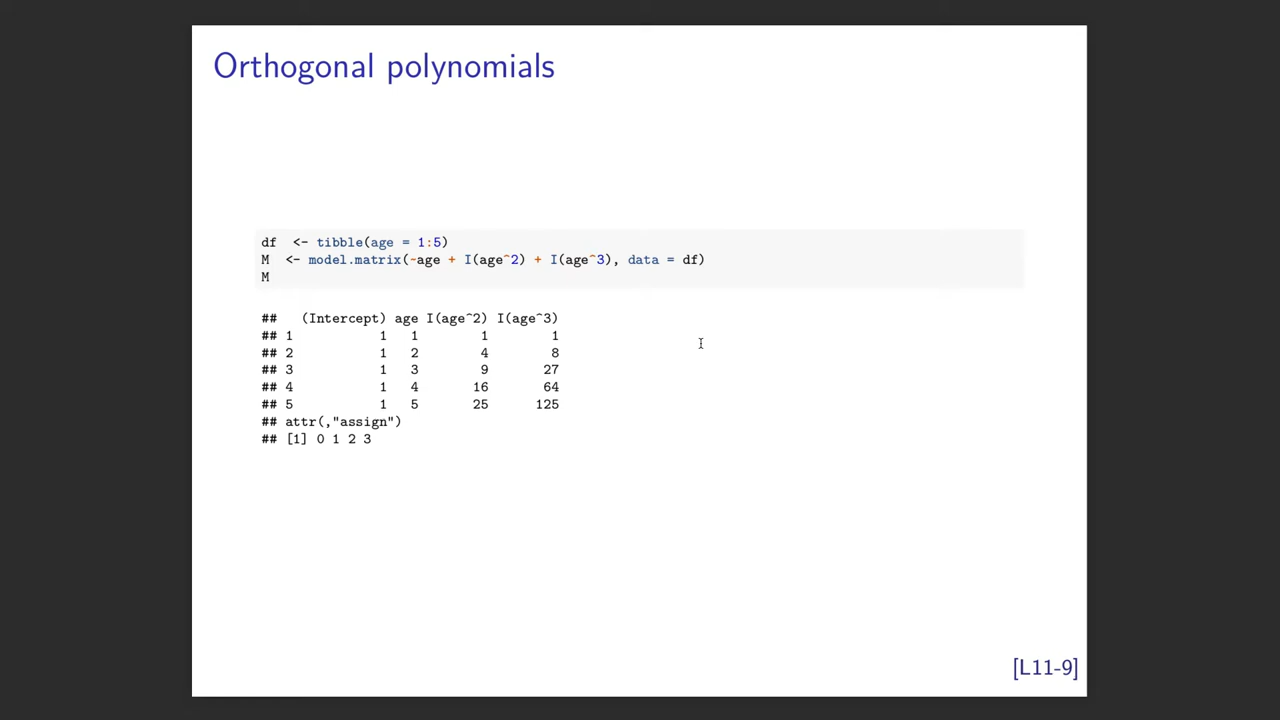 Orthogonal polynomials
df  <- tibble(age = 1:5)
M  <- model.matrix(~age + I(age^2) + I(age^3), data = df)
M
##   (Intercept) age I(age^2) I(age^3)
## 1           1   1        1        1
## 2           1   2        4        8
## 3           1   3        9       27
## 4           1   4       16       64
## 5           1   5       25      125
## attr(,"assign")
## [1] 0 1 2 3
[L11-9]